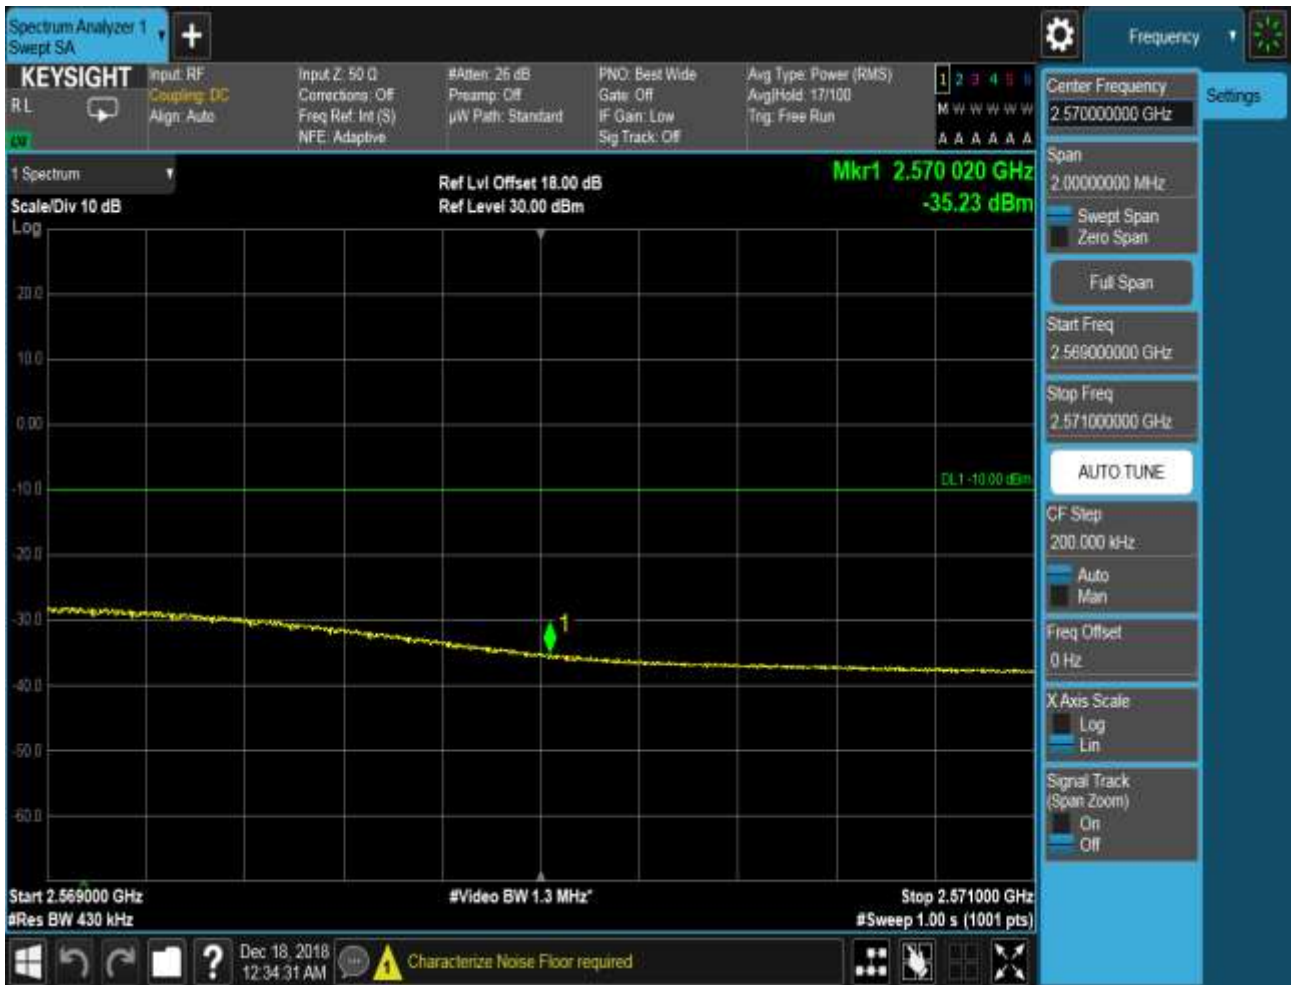 Spectrum Analyzer 1
Swept SA
Frequency
KEYSIGHT
R L
Input: RF
Coupling: DC
Align: Auto
Input Z: 50 Ω
Corrections: Off
Freq Ref: Int (S)
NFE: Adaptive
#Atten: 26 dB
Preamp: Off
µW Path: Standard
PNO: Best Wide
Gate: Off
IF Gain: Low
Sig Track: Off
Avg Type: Power (RMS)
Avg|Hold: 17/100
Trig: Free Run
1 2 3 4 5 6
M W W W W W
A A A A A A
1 Spectrum
Scale/Div 10 dB
Log
Ref Lvl Offset 18.00 dB
Ref Level 30.00 dBm
Mkr1 2.570 020 GHz
-35.23 dBm
20.0
10.0
0.00
-10.0
-20.0
-30.0
-40.0
-50.0
-60.0
DL1 -10.00 dBm
1
Start 2.569000 GHz
#Res BW 430 kHz
#Video BW 1.3 MHz*
Stop 2.571000 GHz
#Sweep 1.00 s (1001 pts)
Center Frequency
2.570000000 GHz
Settings
Span
2.00000000 MHz
Swept Span
Zero Span
Full Span
Start Freq
2.569000000 GHz
Stop Freq
2.571000000 GHz
AUTO TUNE
CF Step
200.000 kHz
Auto
Man
Freq Offset
0 Hz
X Axis Scale
Log
Lin
Signal Track
(Span Zoom)
On
Off
?
Dec 18, 2018
12:34:31 AM
Characterize Noise Floor required